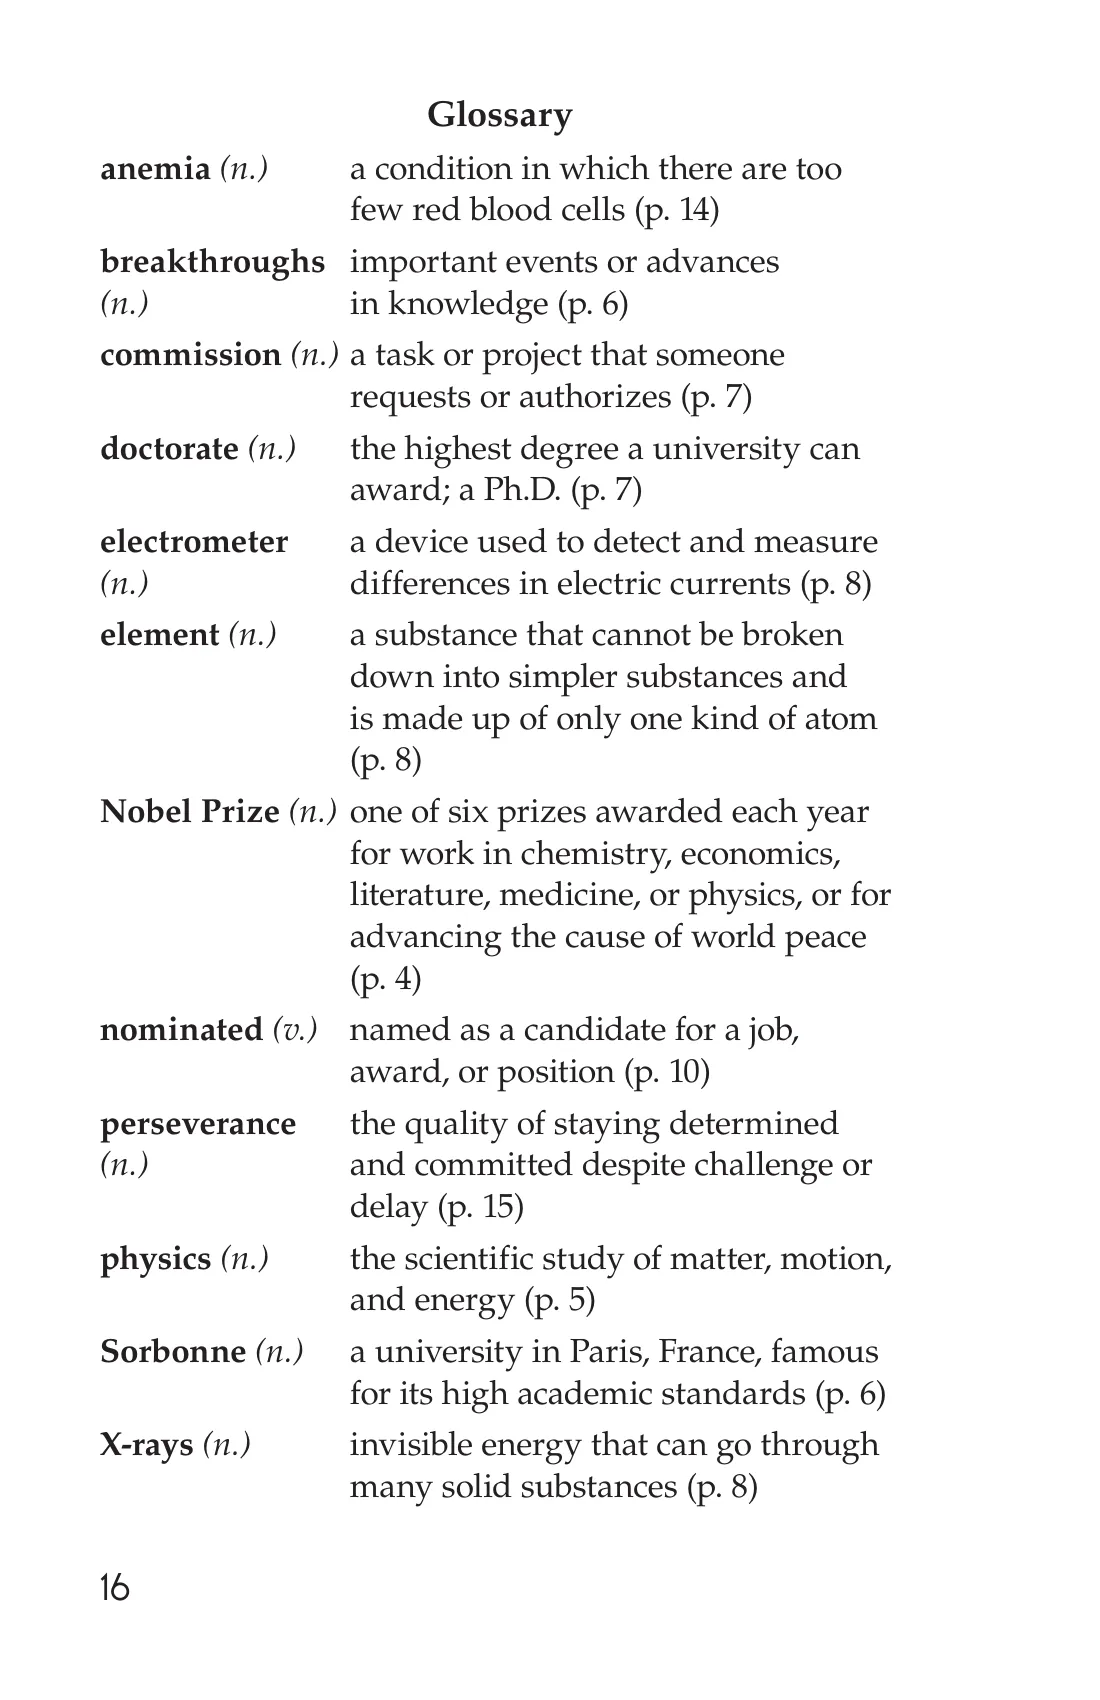 Glossary
anemia (n.) a condition in which there are too
few red blood cells (p. 14)
breakthroughs important events or advances
(n.) in knowledge (p. 6)
commission (n.) a task or project that someone
requests or authorizes (p. 7)
doctorate (n.) the highest degree a university can
award; a Ph.D. (p. 7)
electrometer a device used to detect and measure
(n.) differences in electric currents (p. 8)
element (n.) a substance that cannot be broken
down into simpler substances and
is made up of only one kind of atom
(p. 8)
Nobel Prize (n.) one of six prizes awarded each year
for work in chemistry, economics,
literature, medicine, or physics, or for
advancing the cause of world peace
(p. 4)
nominated (v.) named as a candidate for a job,
award, or position (p. 10)
perseverance the quality of staying determined
(n.) and committed despite challenge or
delay (p. 15)
physics (n.) the scientific study of matter, motion,
and energy (p. 5)
Sorbonne (n.) a university in Paris, France, famous
for its high academic standards (p. 6)
X-rays (n.) invisible energy that can go through
many solid substances (p. 8)
16